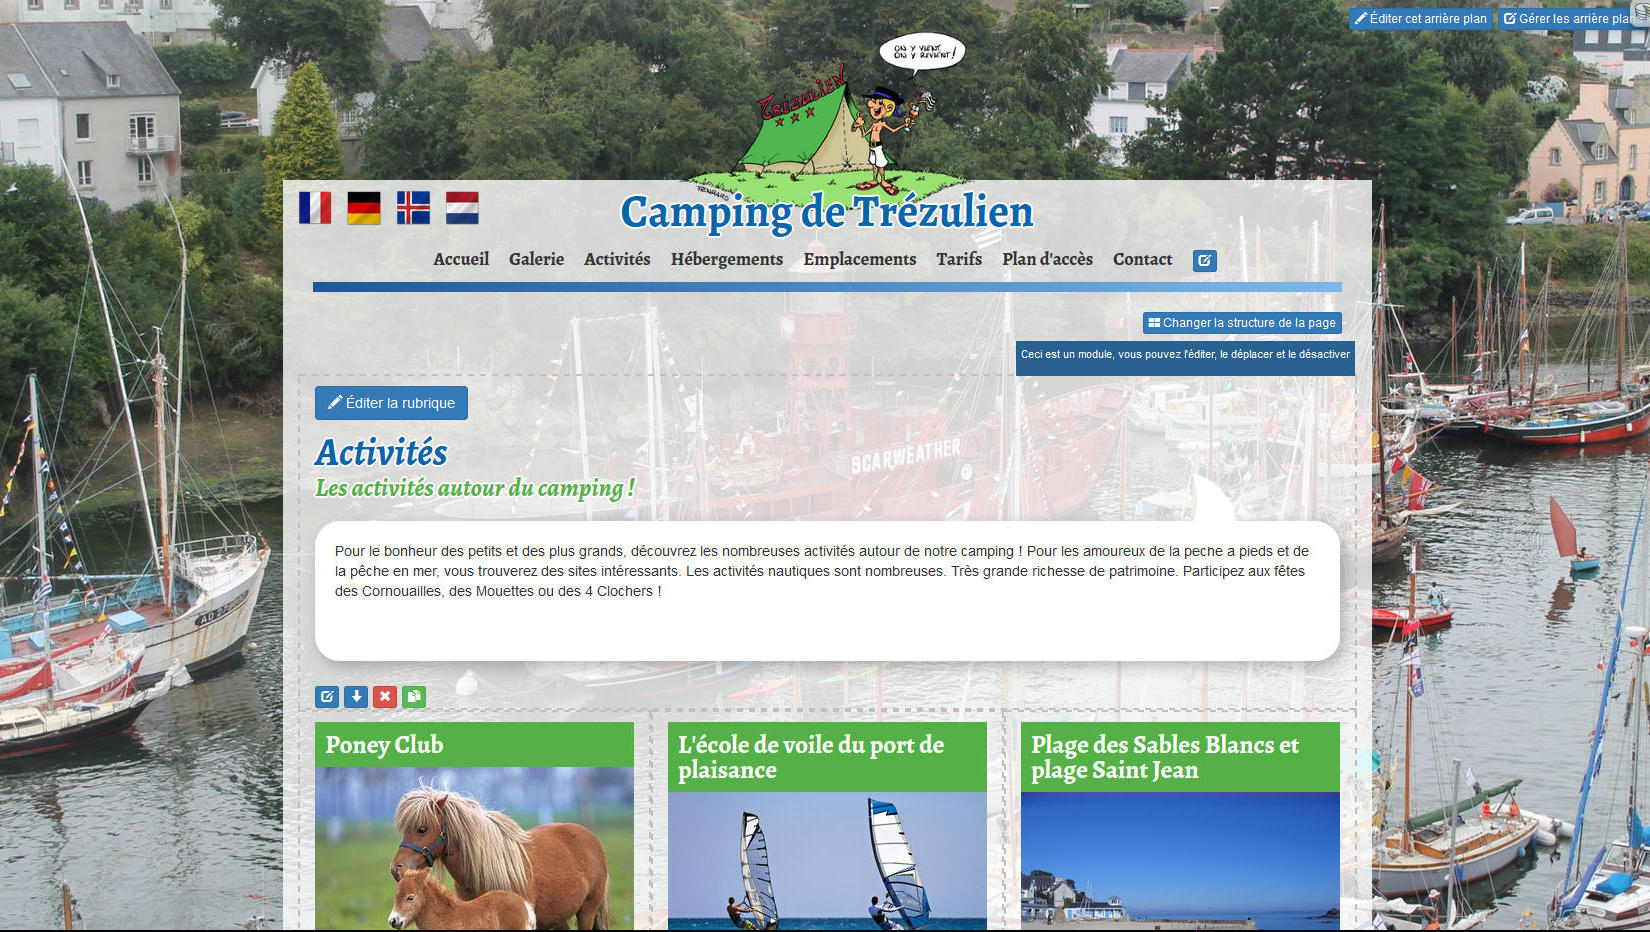 Éditer cet arrière plan
Gérer les arrière plan
ON Y VIENT,
ON Y REVIENT!
TRÉZULIEN
Camping de Trézulien
Accueil Galerie Activités Hébergements Emplacements Tarifs Plan d'accès Contact
Changer la structure de la page
Ceci est un module, vous pouvez l'éditer, le déplacer et le désactiver
Éditer la rubrique
SCARWEATHER
Activités
Les activités autour du camping !
Pour le bonheur des petits et des plus grands, découvrez les nombreuses activités autour de notre camping ! Pour les amoureux de la peche a pieds et de
la pêche en mer, vous trouverez des sites intéressants. Les activités nautiques sont nombreuses. Très grande richesse de patrimoine. Participez aux fêtes
des Cornouailles, des Mouettes ou des 4 Clochers !
Poney Club
L'école de voile du port de
plaisance
Plage des Sables Blancs et
plage Saint Jean